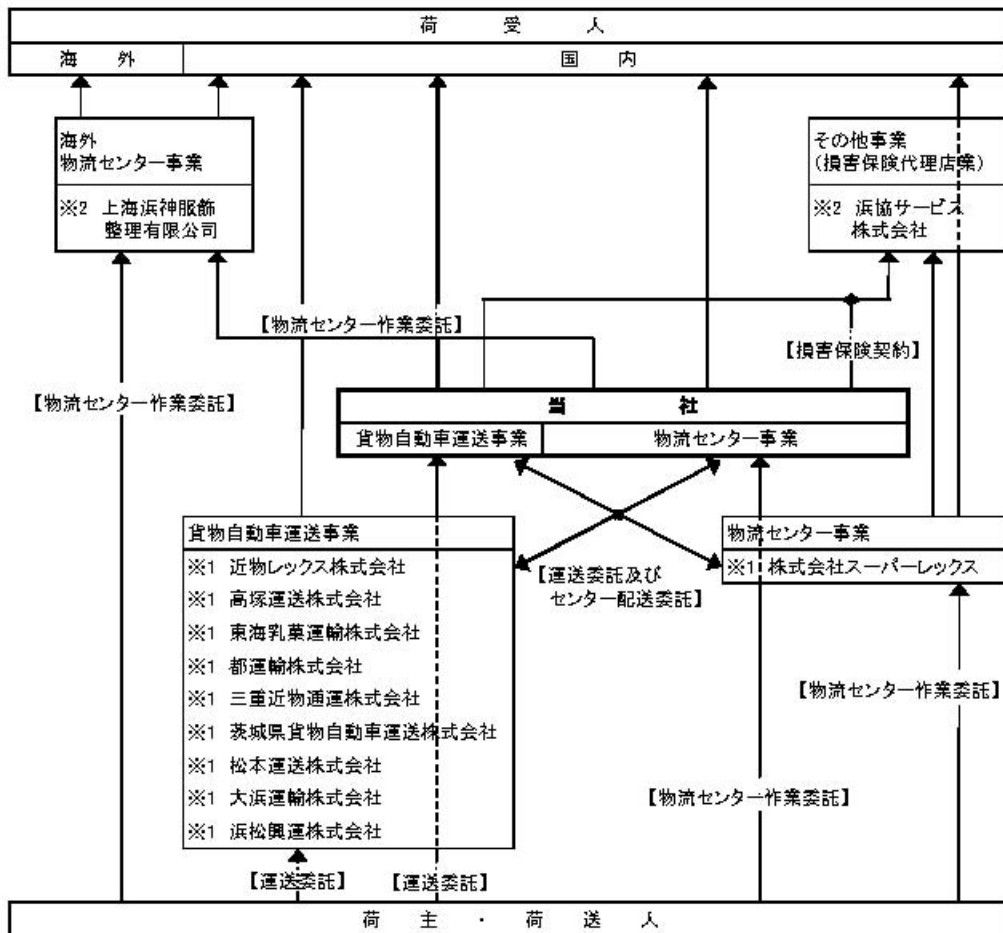 荷受人
海外
国内
海外
物流センター事業
※2 上海浜神服飾
整理有限公司
その他事業
(損害保険代理店業)
※2 浜協サービス
株式会社
【物流センター作業委託】
【損害保険契約】
【物流センター作業委託】
当社
貨物自動車運送事業
物流センター事業
貨物自動車運送事業
※1 近物レックス株式会社
※1 高塚運送株式会社
※1 東海乳菓運輸株式会社
※1 都運輸株式会社
※1 三重近物通運株式会社
※1 茨城県貨物自動車運送株式会社
※1 松本運送株式会社
※1 大浜運輸株式会社
※1 浜松興運株式会社
【運送委託及び
センター配送委託】
物流センター事業
※1 株式会社スーパーレックス
【物流センター作業委託】
【物流センター作業委託】
【運送委託】
【運送委託】
荷主・荷送人